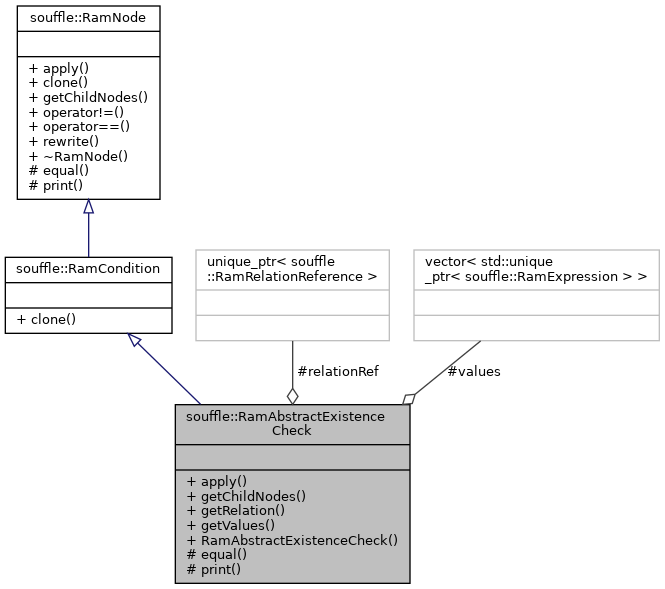 souffle::RamNode
+ apply()
+ clone()
+ getChildNodes()
+ operator!=()
+ operator==()
+ rewrite()
+ ~RamNode()
# equal()
# print()
souffle::RamCondition
+ clone()
unique_ptr< souffle
::RamRelationReference >
vector< std::unique
_ptr< souffle::RamExpression > >
#relationRef
#values
souffle::RamAbstractExistence
Check
+ apply()
+ getChildNodes()
+ getRelation()
+ getValues()
+ RamAbstractExistenceCheck()
# equal()
# print()